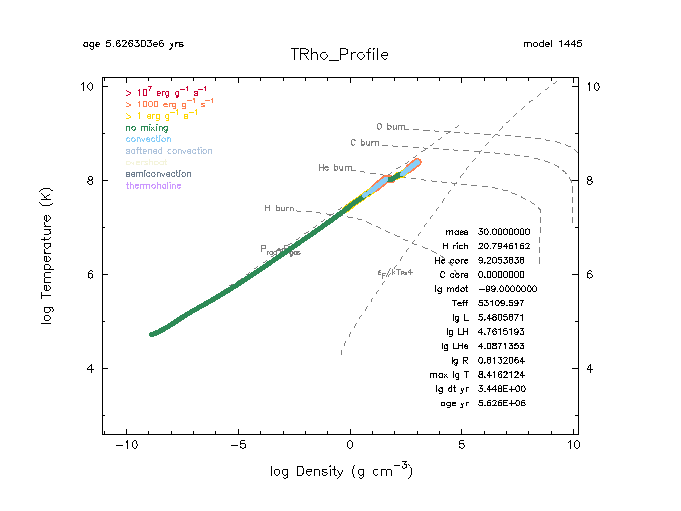 age 5.626303e6 yrs
model 1445
TRho_Profile
> 10^7 erg g^-1 s^-1
> 1000 erg g^-1 s^-1
> 1 erg g^-1 s^-1
no mixing
convection
softened convection
overshoot
semiconvection
thermohaline
O burn
C burn
He burn
H burn
mass 30.0000000
H rich 20.7946162
He core 9.2053838
C core 0.0000000
lg mdot -99.0000000
Teff 53109.597
lg L 5.4805871
lg LH 4.7615193
lg LHe 4.0871353
lg R 0.8132064
max lg T 8.4162124
lg dt yr 3.448E+00
age yr 5.626E+06
10 8 6 4
10 8 6 4
-10 -5 0 5 10
log Temperature (K)
log Density (g cm^-3)